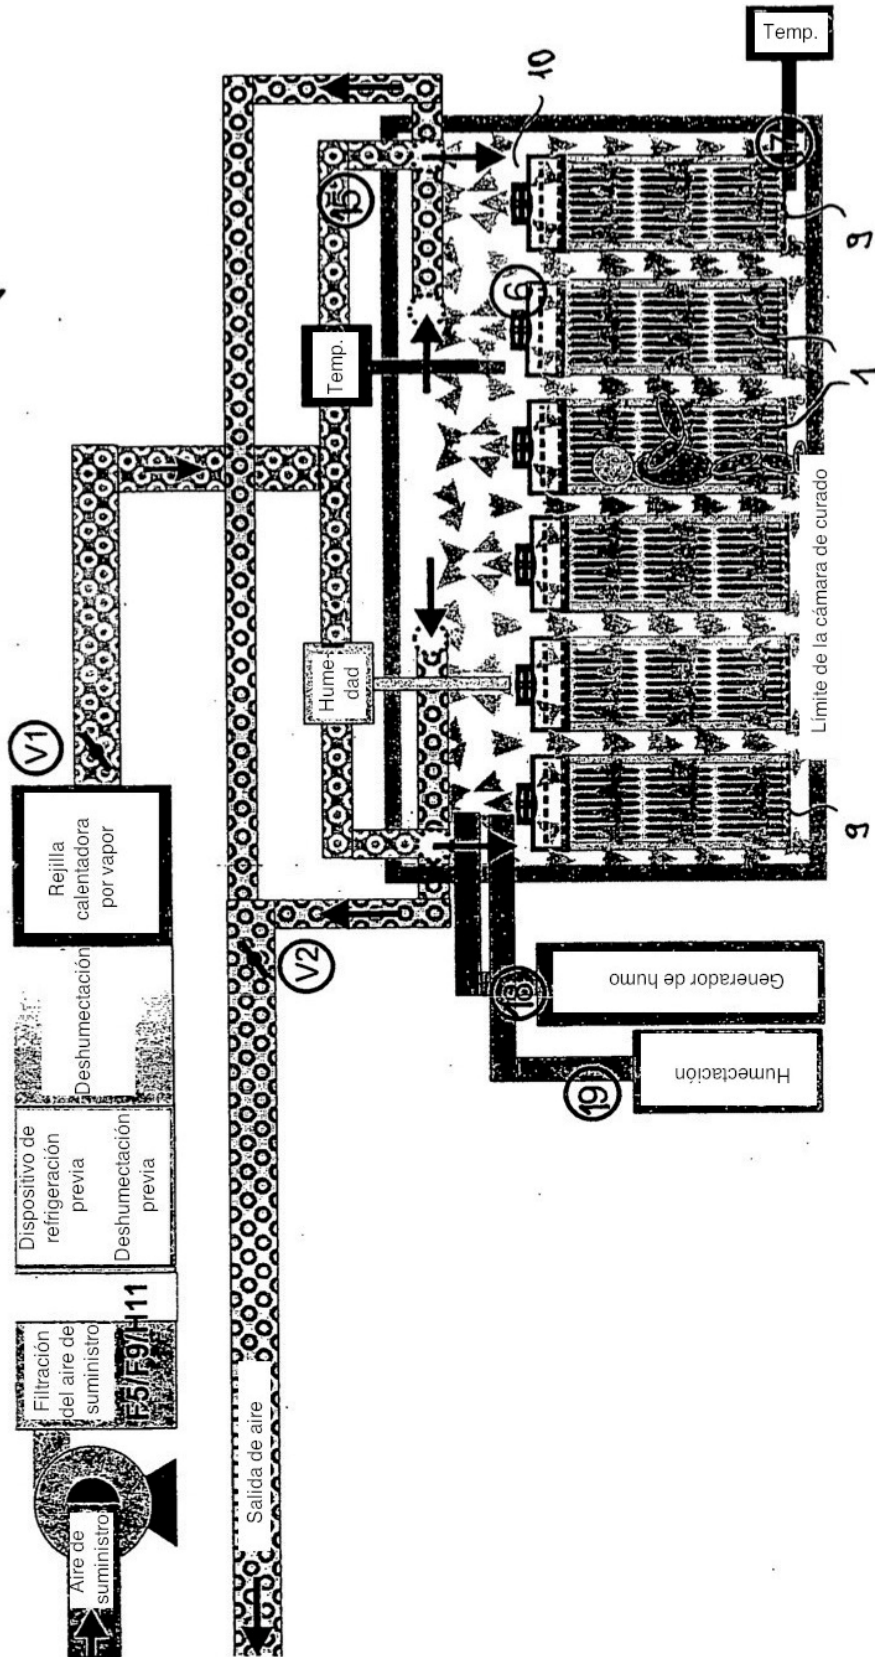 Aire de
suministro
Filtración
del aire de
suministro
F5/F9/H11
Dispositivo de
refrigeración
previa
Deshumectación
previa
Deshumectación
Rejilla
calentadora
por vapor
V1
Salida de aire
V2
15
Hume-
dad
Temp.
Temp.
10
6
17
9
1
9
Límite de la cámara de curado
18
Generador de humo
19
Humectación